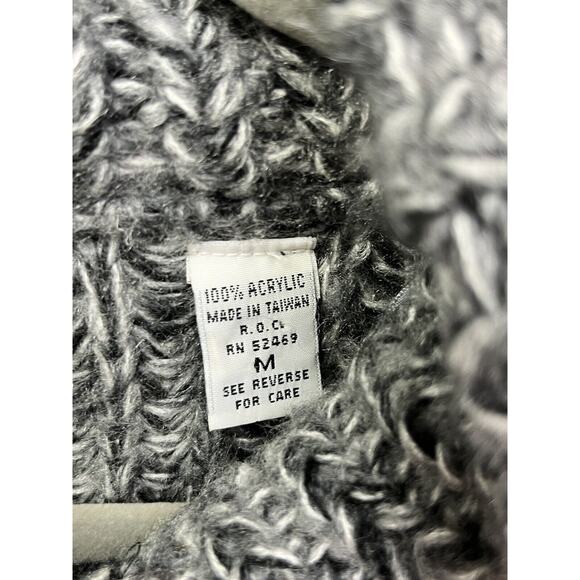 100% ACRYLIC
MADE IN TAIWAN
R.O.C.
RN 52469
M
SEE REVERSE
FOR CARE